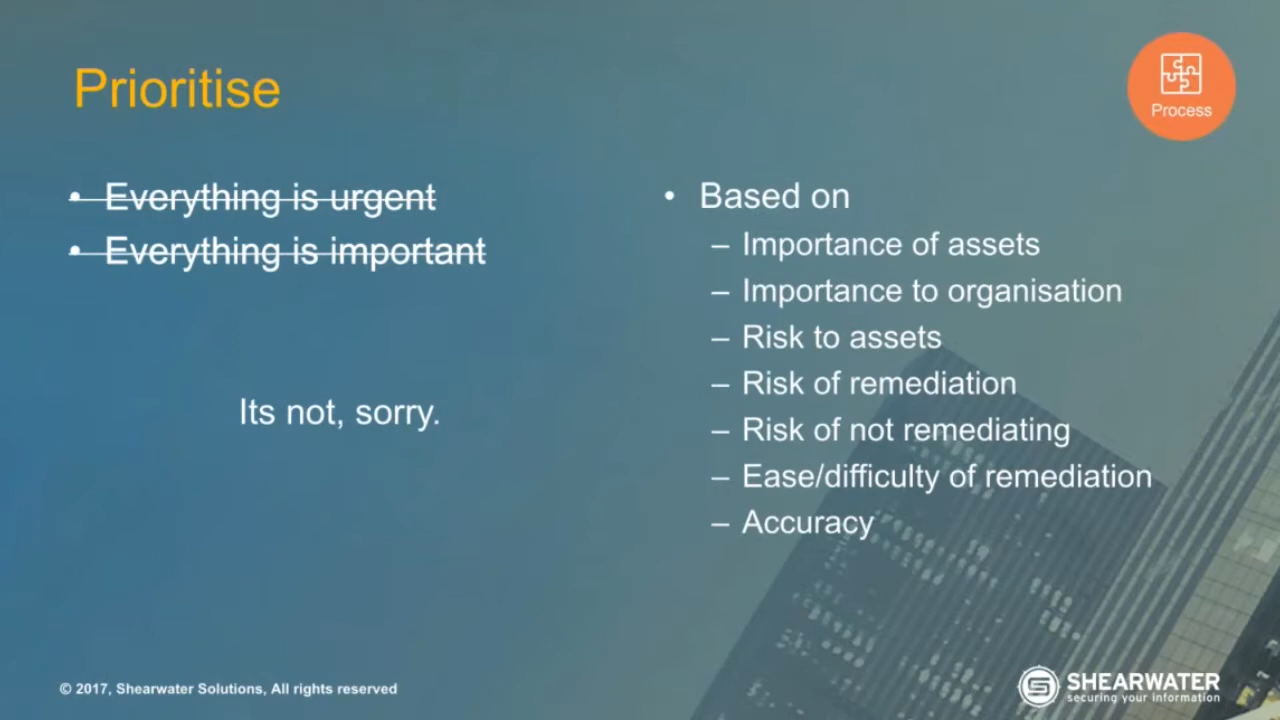 Prioritise
Process
• Everything is urgent
• Everything is important
Its not, sorry.
• Based on
– Importance of assets
– Importance to organisation
– Risk to assets
– Risk of remediation
– Risk of not remediating
– Ease/difficulty of remediation
– Accuracy
© 2017, Shearwater Solutions, All rights reserved
SHEARWATER
securing your information